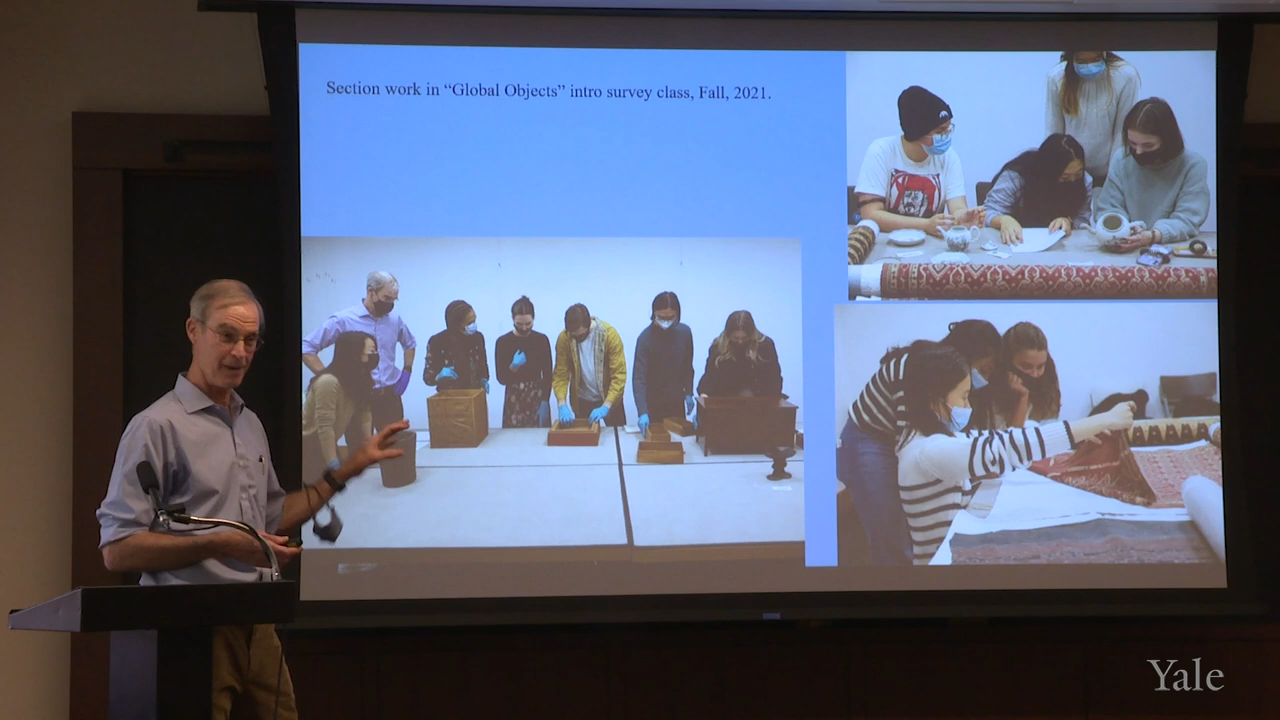 Section work in “Global Objects” intro survey class, Fall, 2021.
Yale